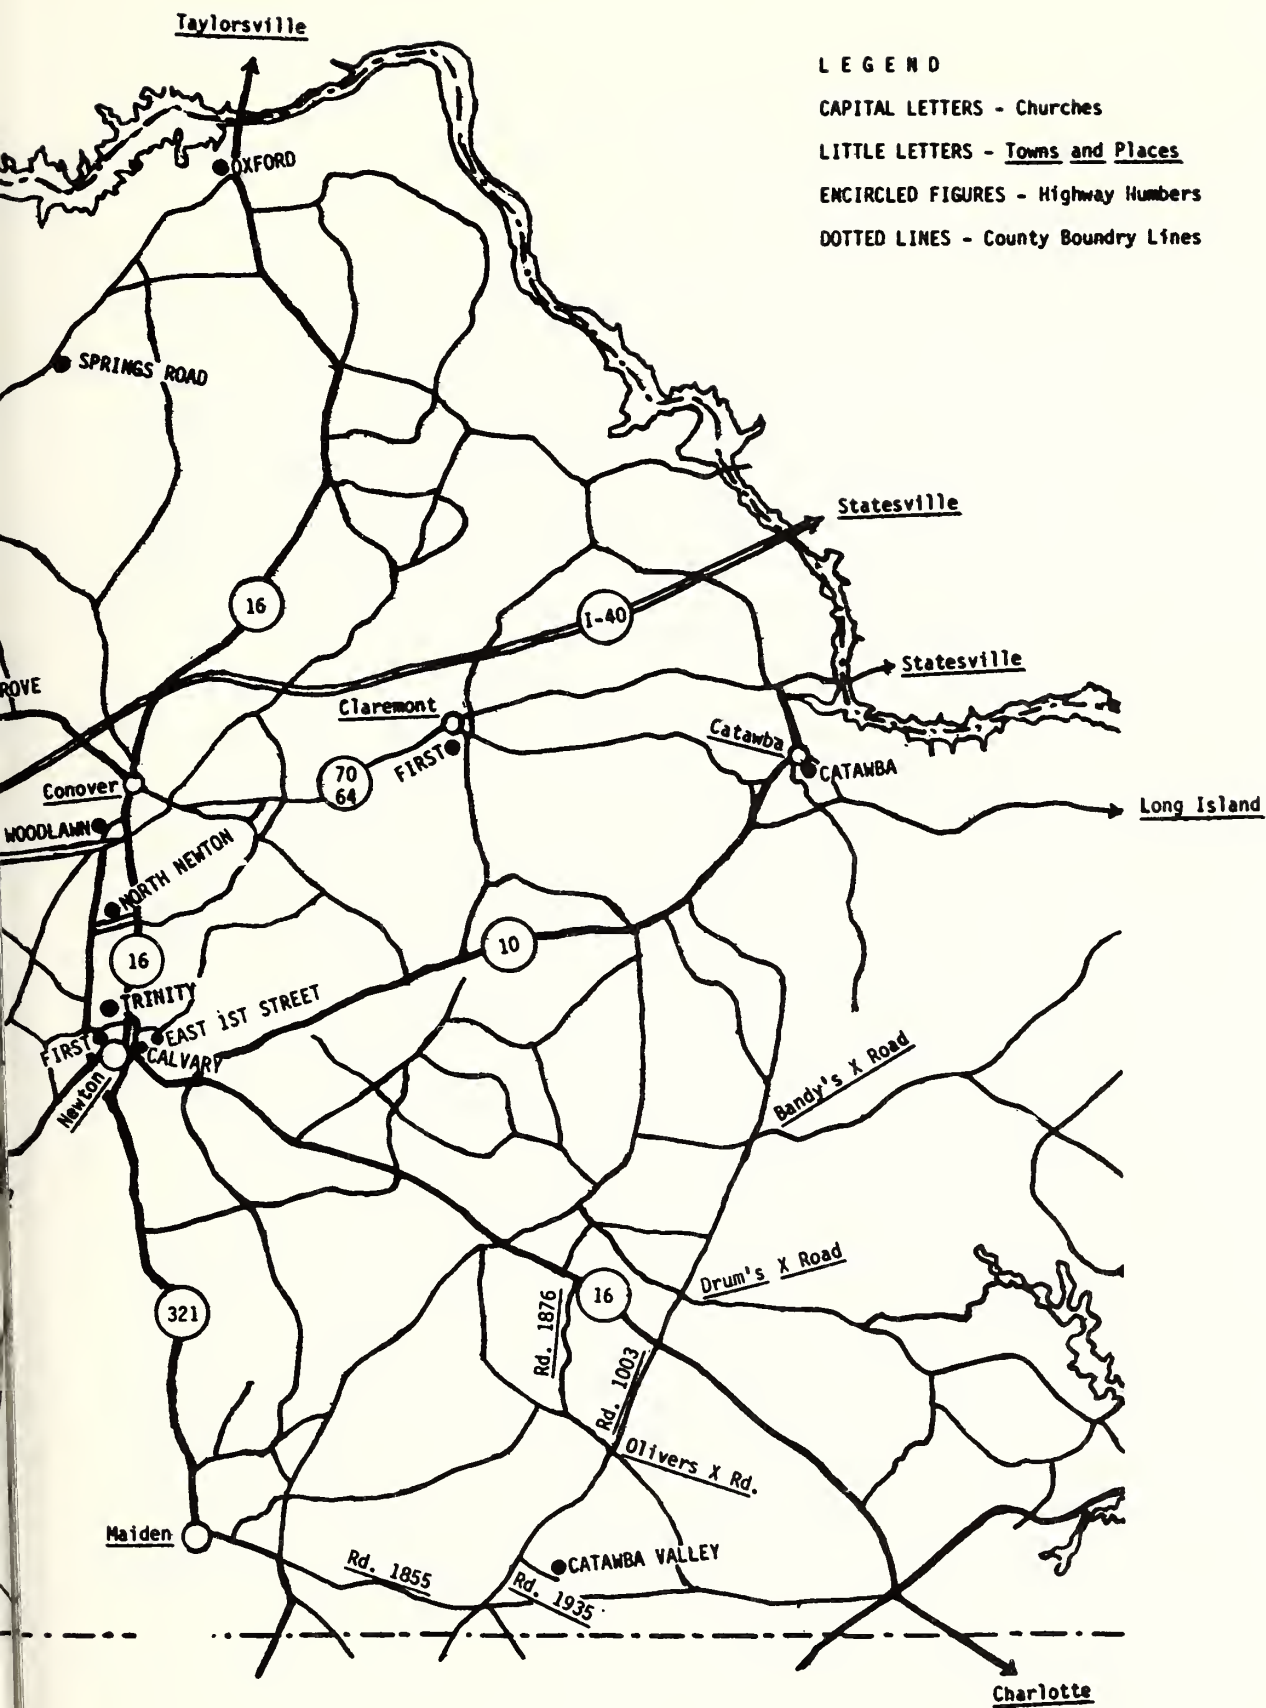 Taylorsville
L E G E N D
CAPITAL LETTERS - Churches
LITTLE LETTERS - Towns and Places
ENCIRCLED FIGURES - Highway Numbers
DOTTED LINES - County Boundry Lines
OXFORD
SPRINGS ROAD
Statesville
16
I-40
Statesville
ROVE
Claremont
Catawba
FIRST
CATAWBA
70
64
Conover
Long Island
WOODLAWN
NORTH NEWTON
10
16
TRINITY
EAST 1ST STREET
FIRST
CALVARY
Newton
Bandy's X Road
Drum's X Road
16
Rd. 1876
321
Rd. 1003
Olivers X Rd.
Maiden
CATAWBA VALLEY
Rd. 1855
Rd. 1935
Charlotte